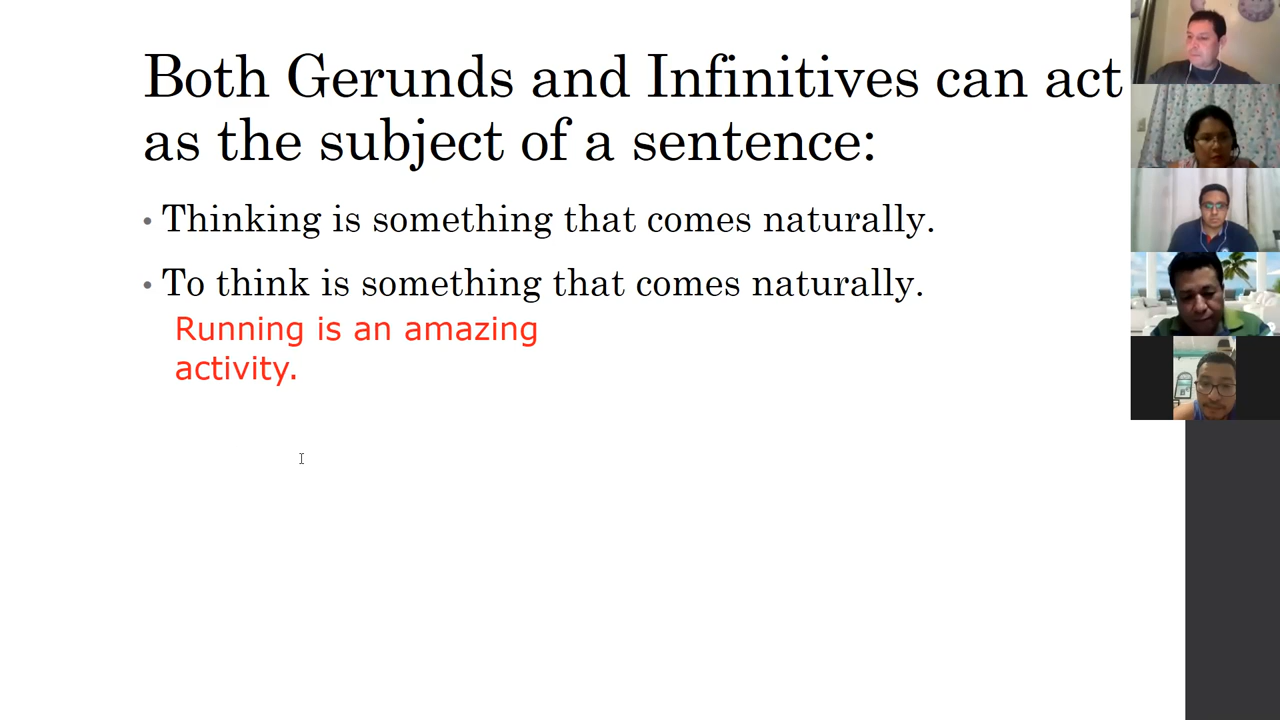 Both Gerunds and Infinitives can act
as the subject of a sentence:
• Thinking is something that comes naturally.
• To think is something that comes naturally.
Running is an amazing
activity.